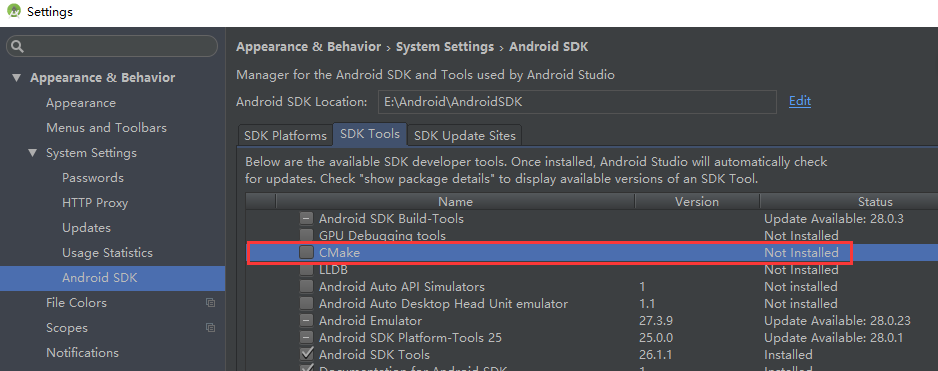 Settings
Appearance & Behavior
Appearance
Menus and Toolbars
System Settings
Passwords
HTTP Proxy
Updates
Usage Statistics
Android SDK
File Colors
Scopes
Notifications
Appearance & Behavior › System Settings › Android SDK
Manager for the Android SDK and Tools used by Android Studio
Android SDK Location: E:\Android\AndroidSDK Edit
SDK Platforms SDK Tools SDK Update Sites
Below are the available SDK developer tools. Once installed, Android Studio will automatically check
for updates. Check "show package details" to display available versions of an SDK Tool.
Name Version Status
Android SDK Build-Tools Update Available: 28.0.3
GPU Debugging tools Not Installed
CMake Not Installed
LLDB Not Installed
Android Auto API Simulators 1 Not installed
Android Auto Desktop Head Unit emulator 1.1 Not installed
Android Emulator 27.3.9 Update Available: 28.0.23
Android SDK Platform-Tools 25 25.0.0 Update Available: 28.0.1
Android SDK Tools 26.1.1 Installed
Documentation for Android SDK 1 Installed